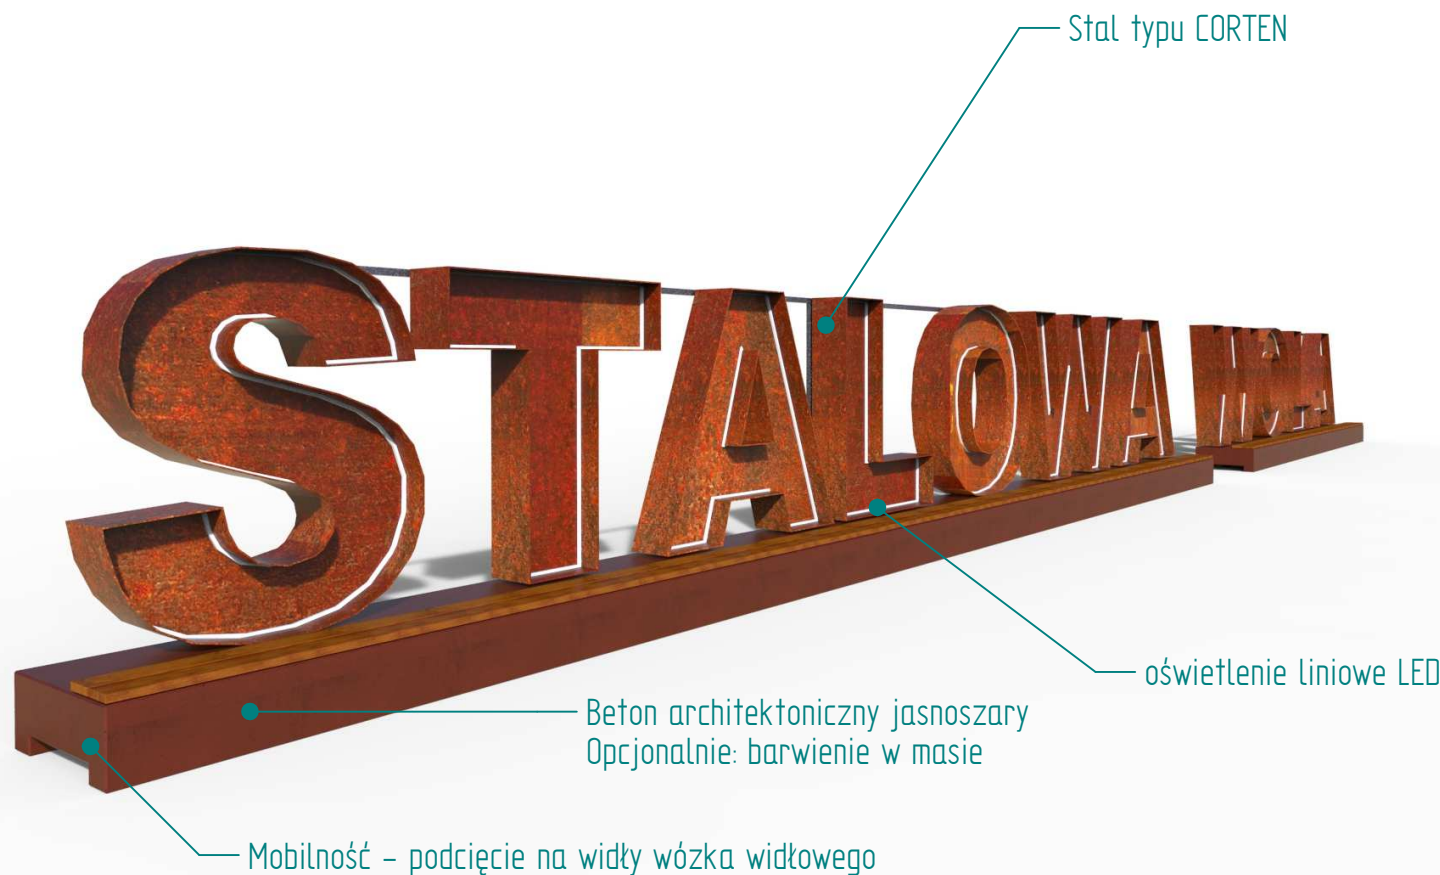 Stal typu CORTEN
STALOWA WOLA
oświetlenie liniowe LED
Beton architektoniczny jasnoszary
Opcjonalnie: barwienie w masie
Mobilność - podcięcie na widły wózka widłowego